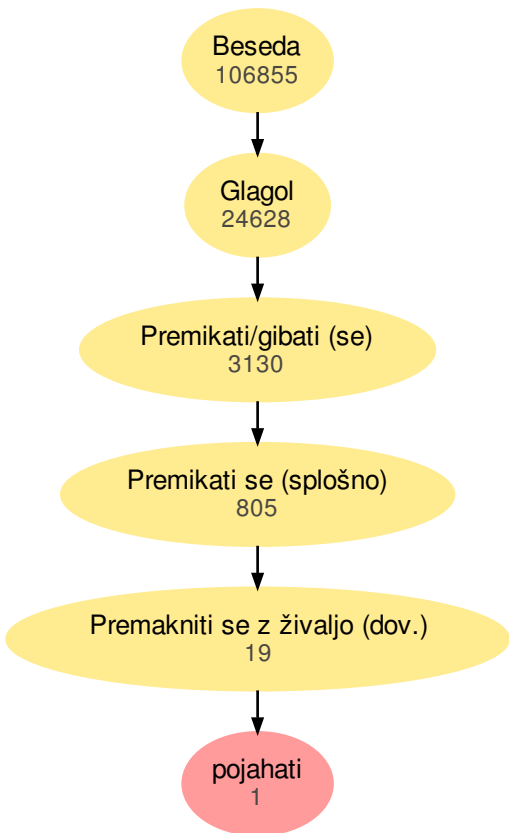 Beseda
106855
Glagol
24628
Premikati/gibati (se)
3130
Premikati se (splošno)
805
Premakniti se z živaljo (dov.)
19
pojahati
1